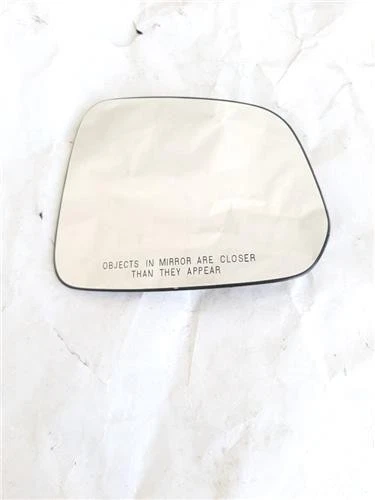 OBJECTS IN MIRROR ARE CLOSER
THAN THEY APPEAR